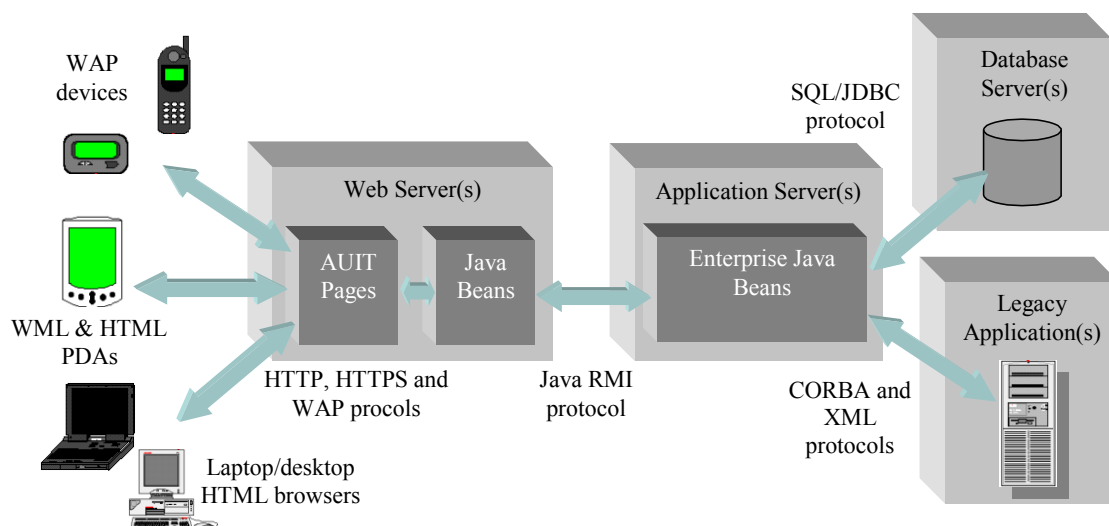 WAP
devices
WML & HTML
PDAs
Laptop/desktop
HTML browsers
Web Server(s)
AUIT
Pages
Java
Beans
HTTP, HTTPS and
WAP procols
Java RMI
protocol
Application Server(s)
Enterprise Java
Beans
SQL/JDBC
protocol
Database
Server(s)
CORBA and
XML
protocols
Legacy
Application(s)